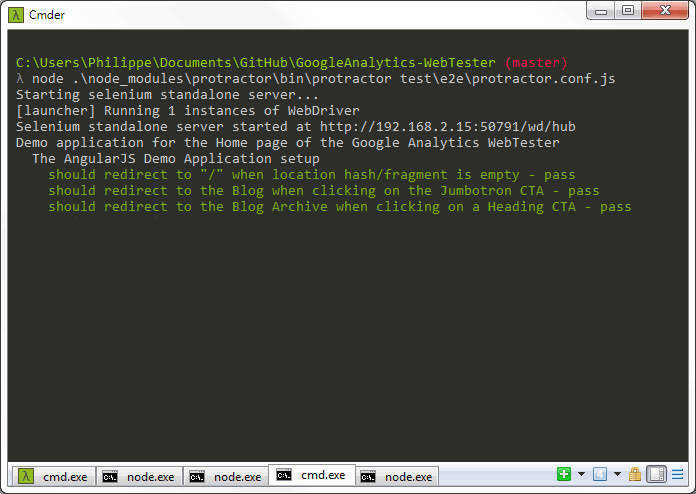 Cmder
C:\Users\Philippe\Documents\GitHub\GoogleAnalytics-WebTester (master)
λ node .\node_modules\protractor\bin\protractor test\e2e\protractor.conf.js
Starting selenium standalone server...
[launcher] Running 1 instances of WebDriver
Selenium standalone server started at http://192.168.2.15:50791/wd/hub
Demo application for the Home page of the Google Analytics WebTester
The AngularJS Demo Application setup
should redirect to "/" when location hash/fragment is empty - pass
should redirect to the Blog when clicking on the Jumbotron CTA - pass
should redirect to the Blog Archive when clicking on a Heading CTA - pass
λ cmd.exe C:\. node.exe C:\. node.exe C:\. cmd.exe C:\. node.exe 4